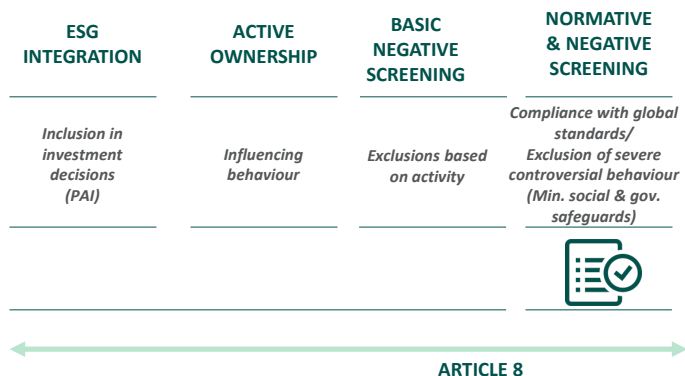 ESG
INTEGRATION
ACTIVE
OWNERSHIP
BASIC
NEGATIVE
SCREENING
NORMATIVE
& NEGATIVE
SCREENING
Inclusion in
investment
decisions
(PAI)
Influencing
behaviour
Exclusions based
on activity
Compliance with global
standards/
Exclusion of severe
controversial behaviour
(Min. social & gov.
safeguards)
ARTICLE 8